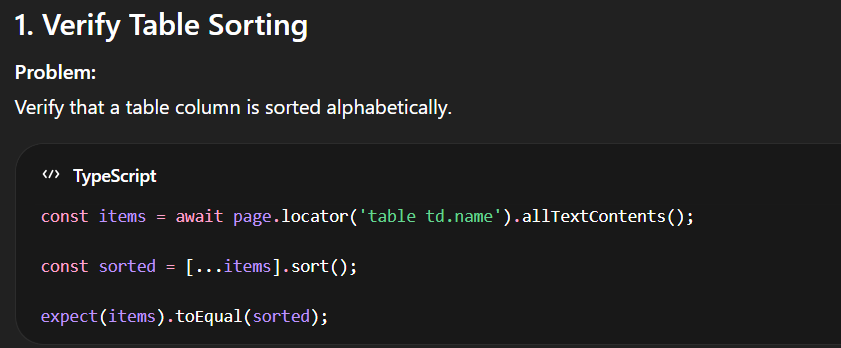 1. Verify Table Sorting
Problem:
Verify that a table column is sorted alphabetically.
</> TypeScript
const items = await page.locator('table td.name').allTextContents();
const sorted = [...items].sort();
expect(items).toEqual(sorted);